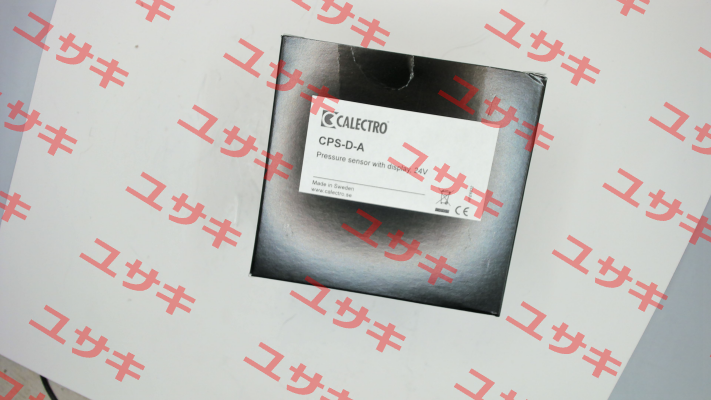 CALECTRO
CPS-D-A
Pressure sensor with display, 24V
Made in Sweden
www.calectro.se
CE
ユサキ